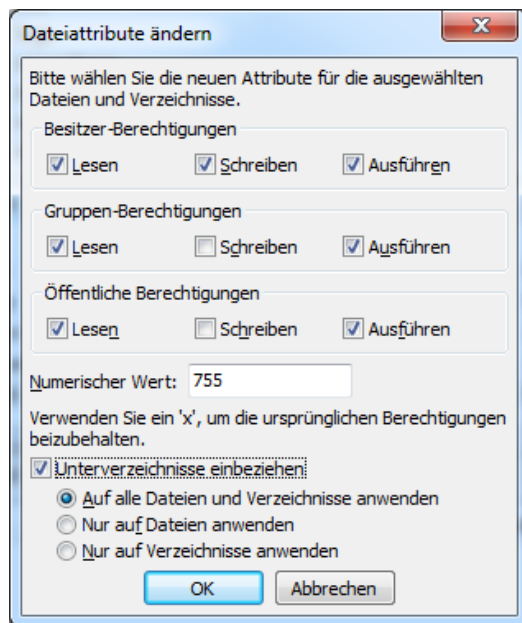 Dateiattribute ändern
Bitte wählen Sie die neuen Attribute für die ausgewählten
Dateien und Verzeichnisse.
Besitzer-Berechtigungen
Lesen Schreiben Ausführen
Gruppen-Berechtigungen
Lesen Schreiben Ausführen
Öffentliche Berechtigungen
Lesen Schreiben Ausführen
Numerischer Wert: 755
Verwenden Sie ein 'x', um die ursprünglichen Berechtigungen
beizubehalten.
Unterverzeichnisse einbeziehen
Auf alle Dateien und Verzeichnisse anwenden
Nur auf Dateien anwenden
Nur auf Verzeichnisse anwenden
OK Abbrechen